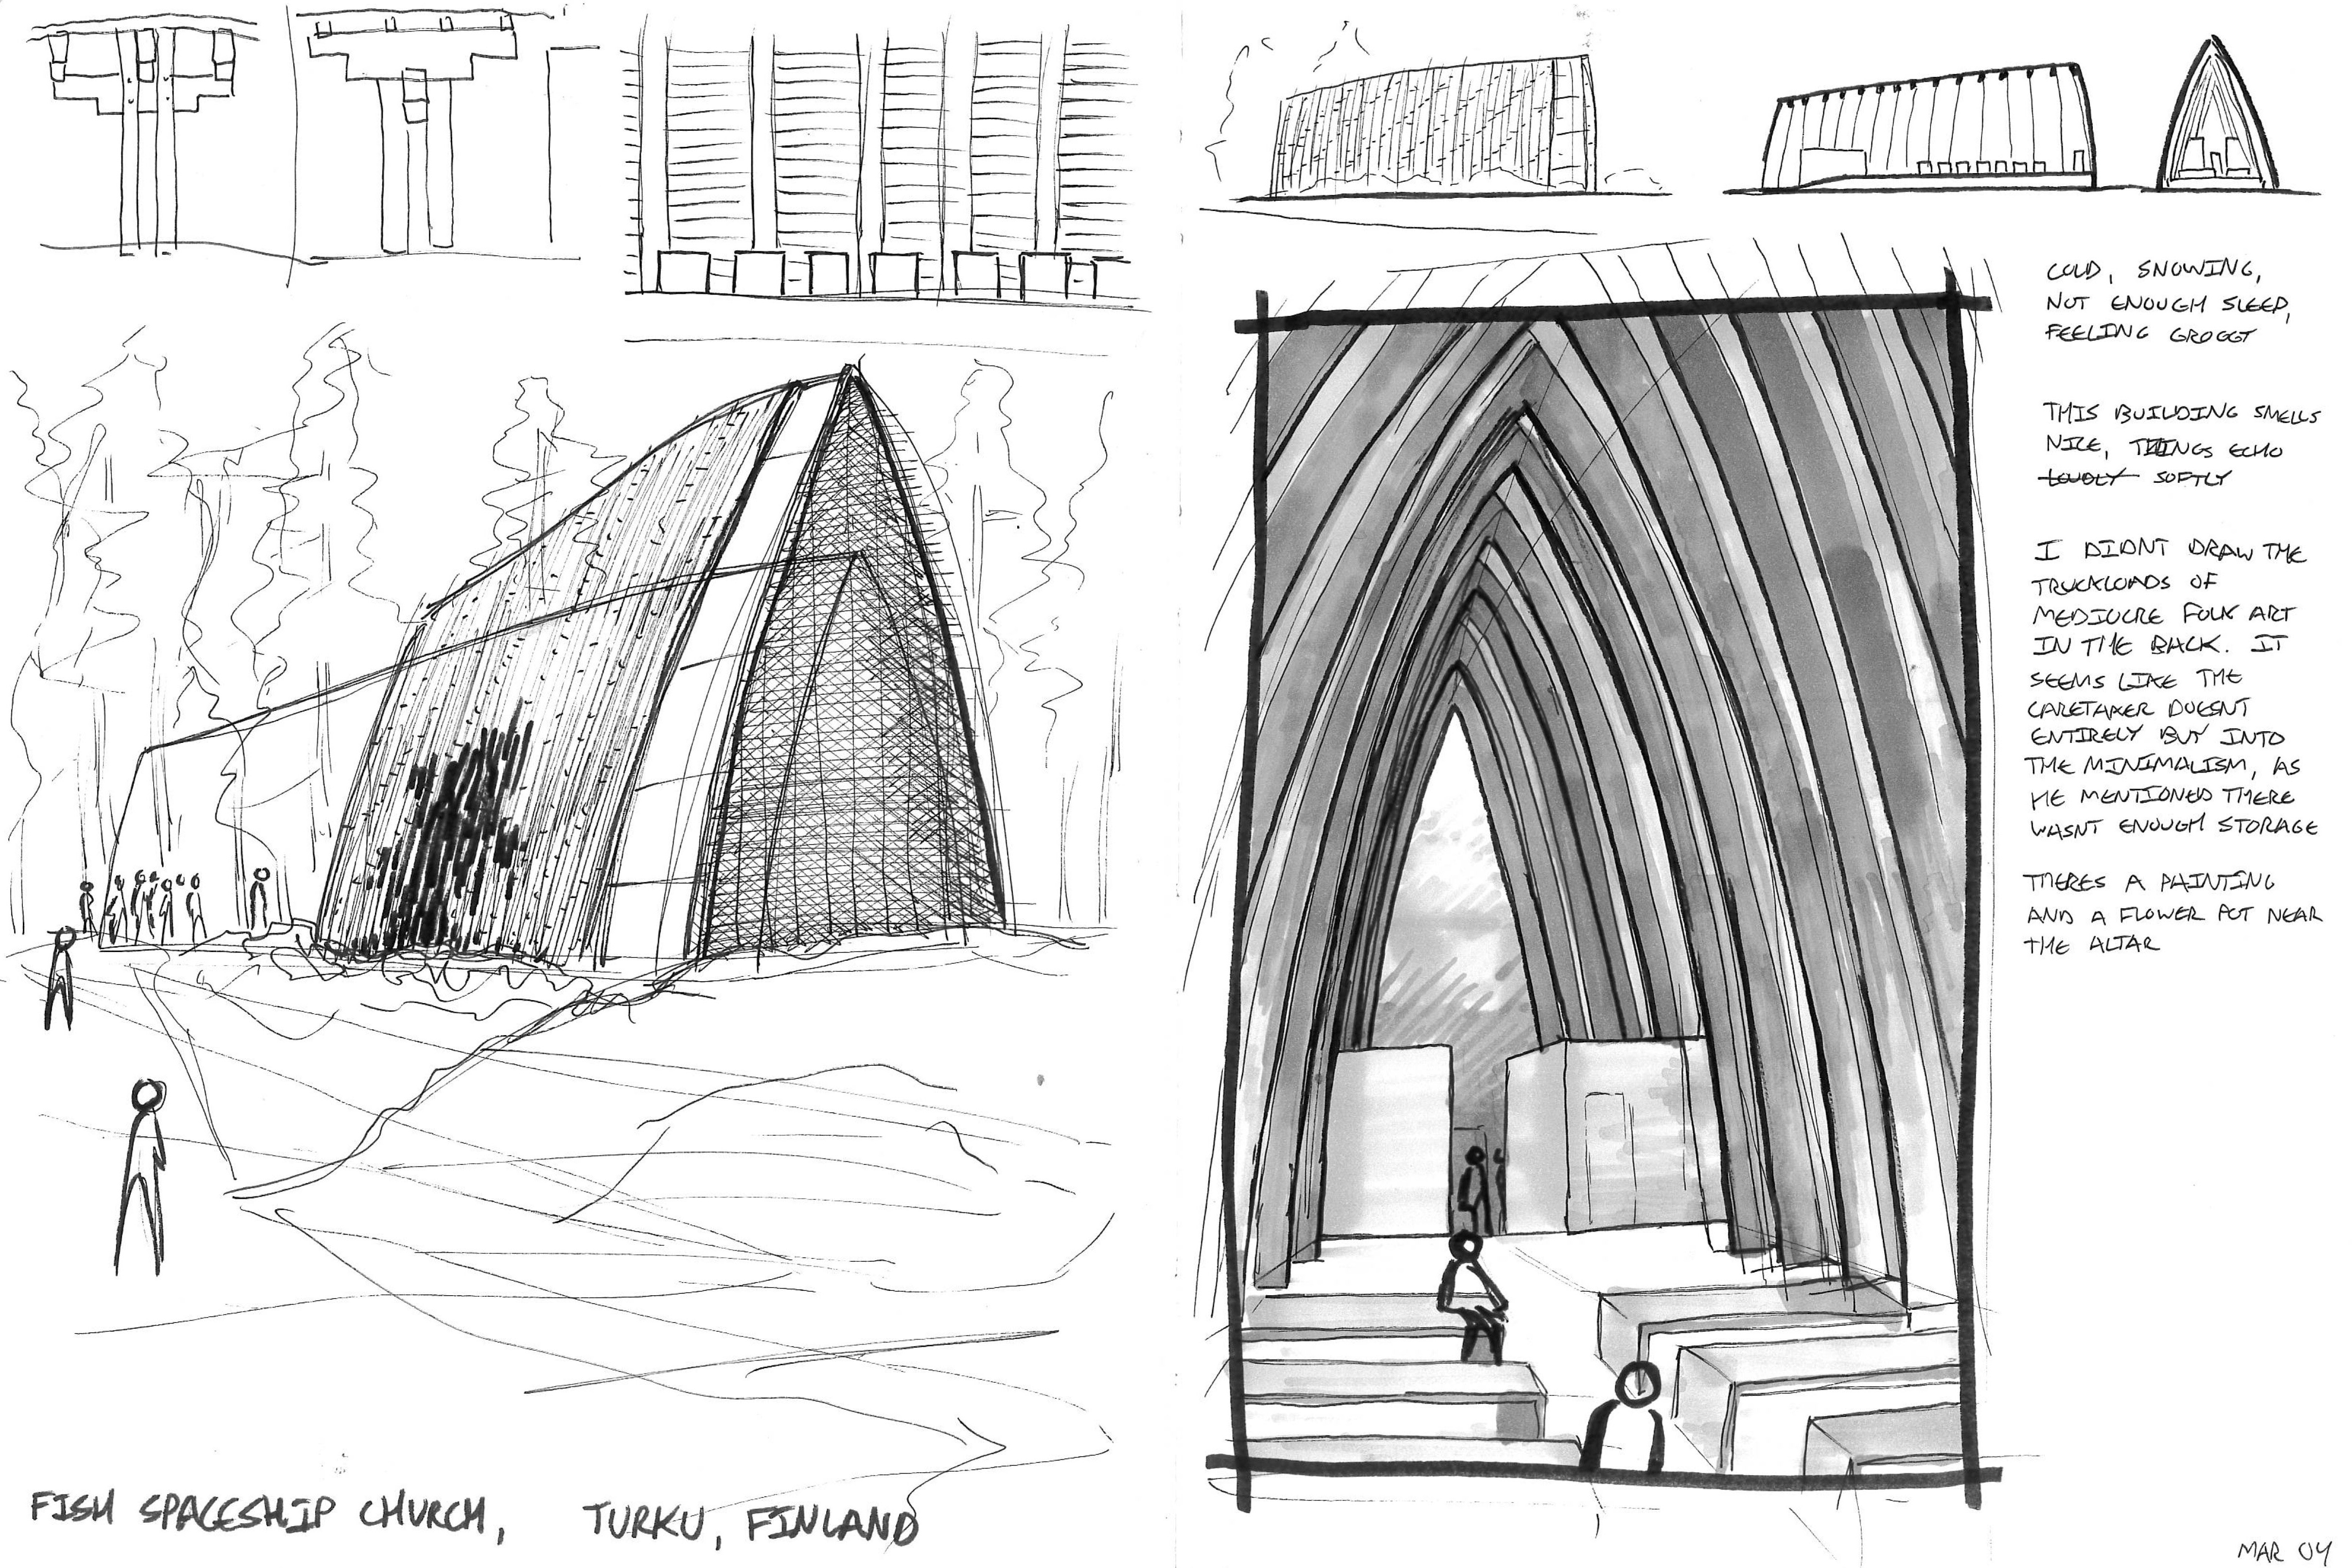 COLD, SNOWING,
NOT ENOUGH SLEEP,
FEELING GROGGY
THIS BUILDING SMELLS
NICE, THINGS ECHO
LOUDLY SOFTLY
I DIDNT DRAW THE
TRUCKLOADS OF
MEDIOCRE FOLK ART
IN THE BACK. IT
SEEMS LIKE THE
CARETAKER DOESNT
ENTIRELY BUY INTO
THE MINIMALISM, AS
HE MENTIONED THERE
WASNT ENOUGH STORAGE
THERES A PAINTING
AND A FLOWER POT NEAR
THE ALTAR
FISH SPACESHIP CHURCH, TURKU, FINLAND
MAR 04